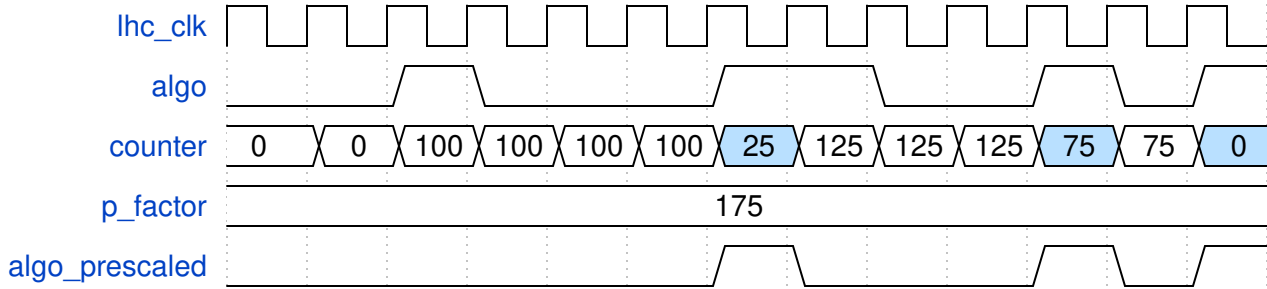 lhc_clk
algo
counter 0 0 100 100 100 100 25 125 125 125 75 75 0
p_factor 175
algo_prescaled